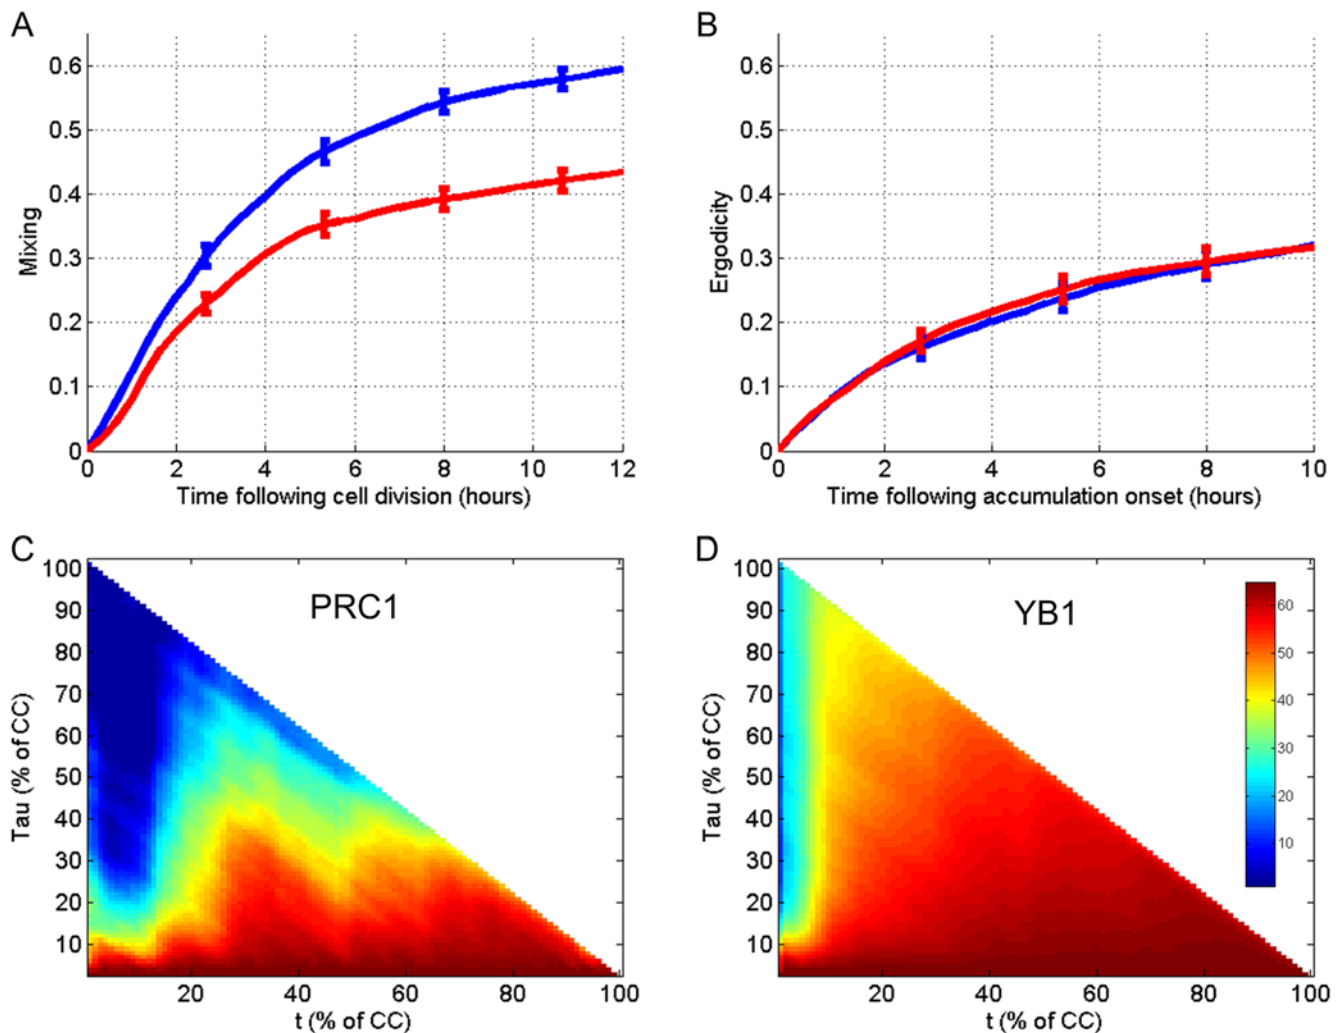 A
Mixing
0.6
0.5
0.4
0.3
0.2
0.1
0
0 2 4 6 8 10 12
Time following cell division (hours)
B
Ergodicity
0.6
0.5
0.4
0.3
0.2
0.1
0
0 2 4 6 8 10
Time following accumulation onset (hours)
C
PRC1
Tau (% of CC)
100
90
80
70
60
50
40
30
20
10
20 40 60 80 100
t (% of CC)
D
YB1
Tau (% of CC)
100
90
80
70
60
50
40
30
20
10
60
50
40
30
20
10
20 40 60 80 100
t (% of CC)